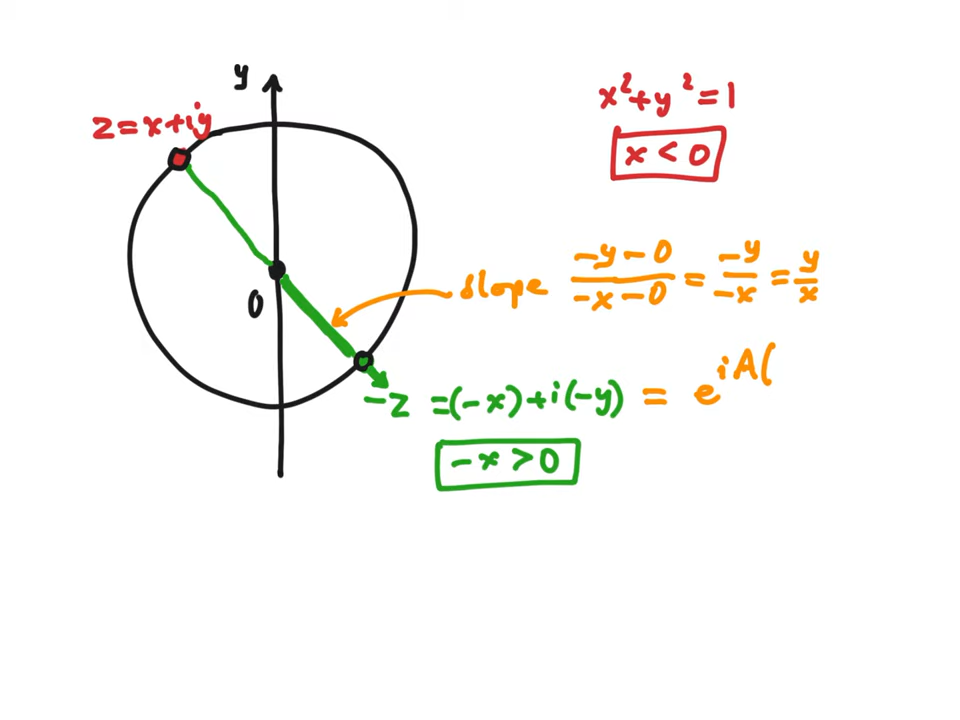 y
x²+y²=1
z=x+iy
x<0
slope (-y-0)/(-x-0) = -y/-x = y/x
0
-z =(-x)+i(-y) = e^{iA(
-x>0